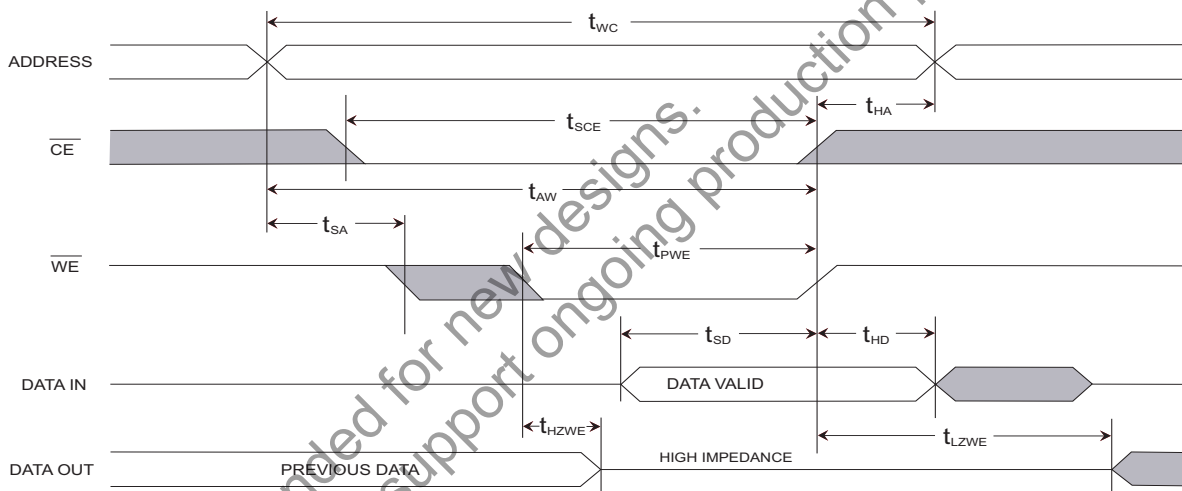 tWC
ADDRESS
tHA
tSCE
CE
tAW
tSA
WE
tPWE
tSD
tHD
DATA IN
DATA VALID
tHZWE
tLZWE
DATA OUT
PREVIOUS DATA
HIGH IMPEDANCE
nded for new designs.
support ongoing production